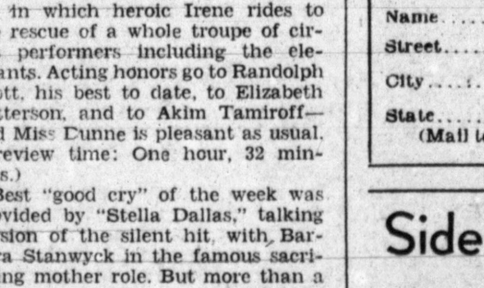 in which heroic Irene rides to
rescue of a whole troupe of cir-
performers including the ele-
ants. Acting honors go to Randolph
ott, his best to date, to Elizabeth
tterson, and to Akim Tamiroff—
d Miss Dunne is pleasant as usual.
review time: One hour, 32 min-
s.)
Best "good cry" of the week was
ovided by "Stella Dallas," talking
sion of the silent hit, with Bar-
ra Stanwyck in the famous sacri-
ing mother role. But more than a
Name.....
Street....
City.....
State....
(Mail to
Side